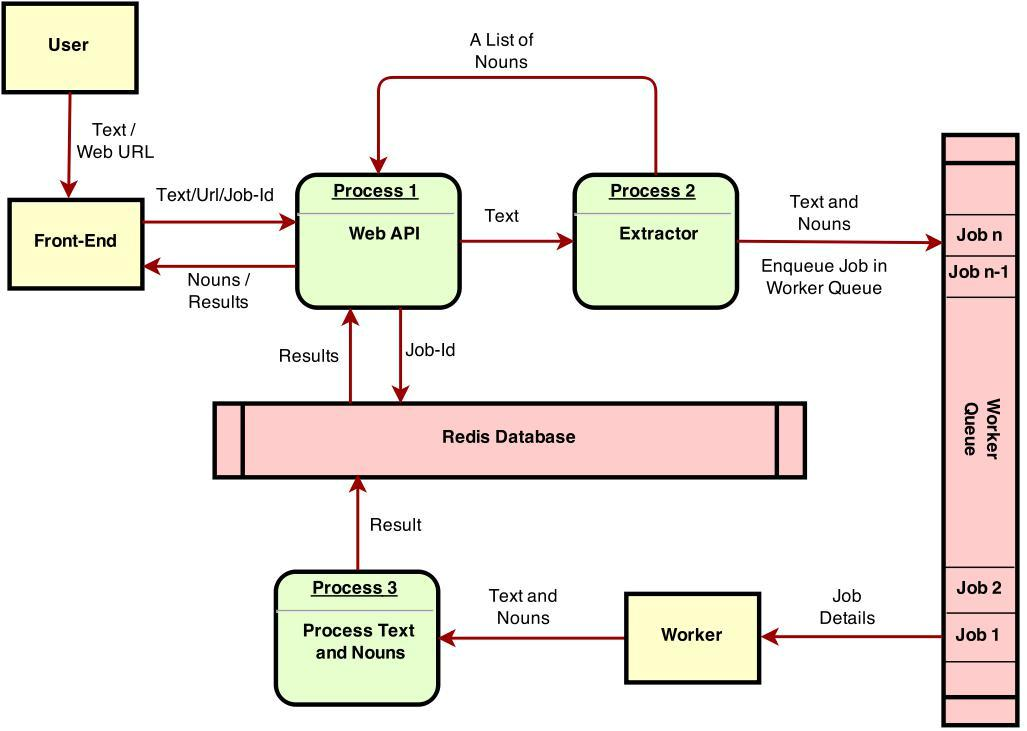 User
A List of
Nouns
Text /
Web URL
Text/Url/Job-Id
Process 1
Web API
Text
Process 2
Extractor
Text and
Nouns
Enqueue Job in
Worker Queue
Front-End
Nouns /
Results
Job n
Job n-1
Worker
Queue
Job 2
Job 1
Results
Job-Id
Redis Database
Result
Process 3
Process Text
and Nouns
Text and
Nouns
Worker
Job
Details